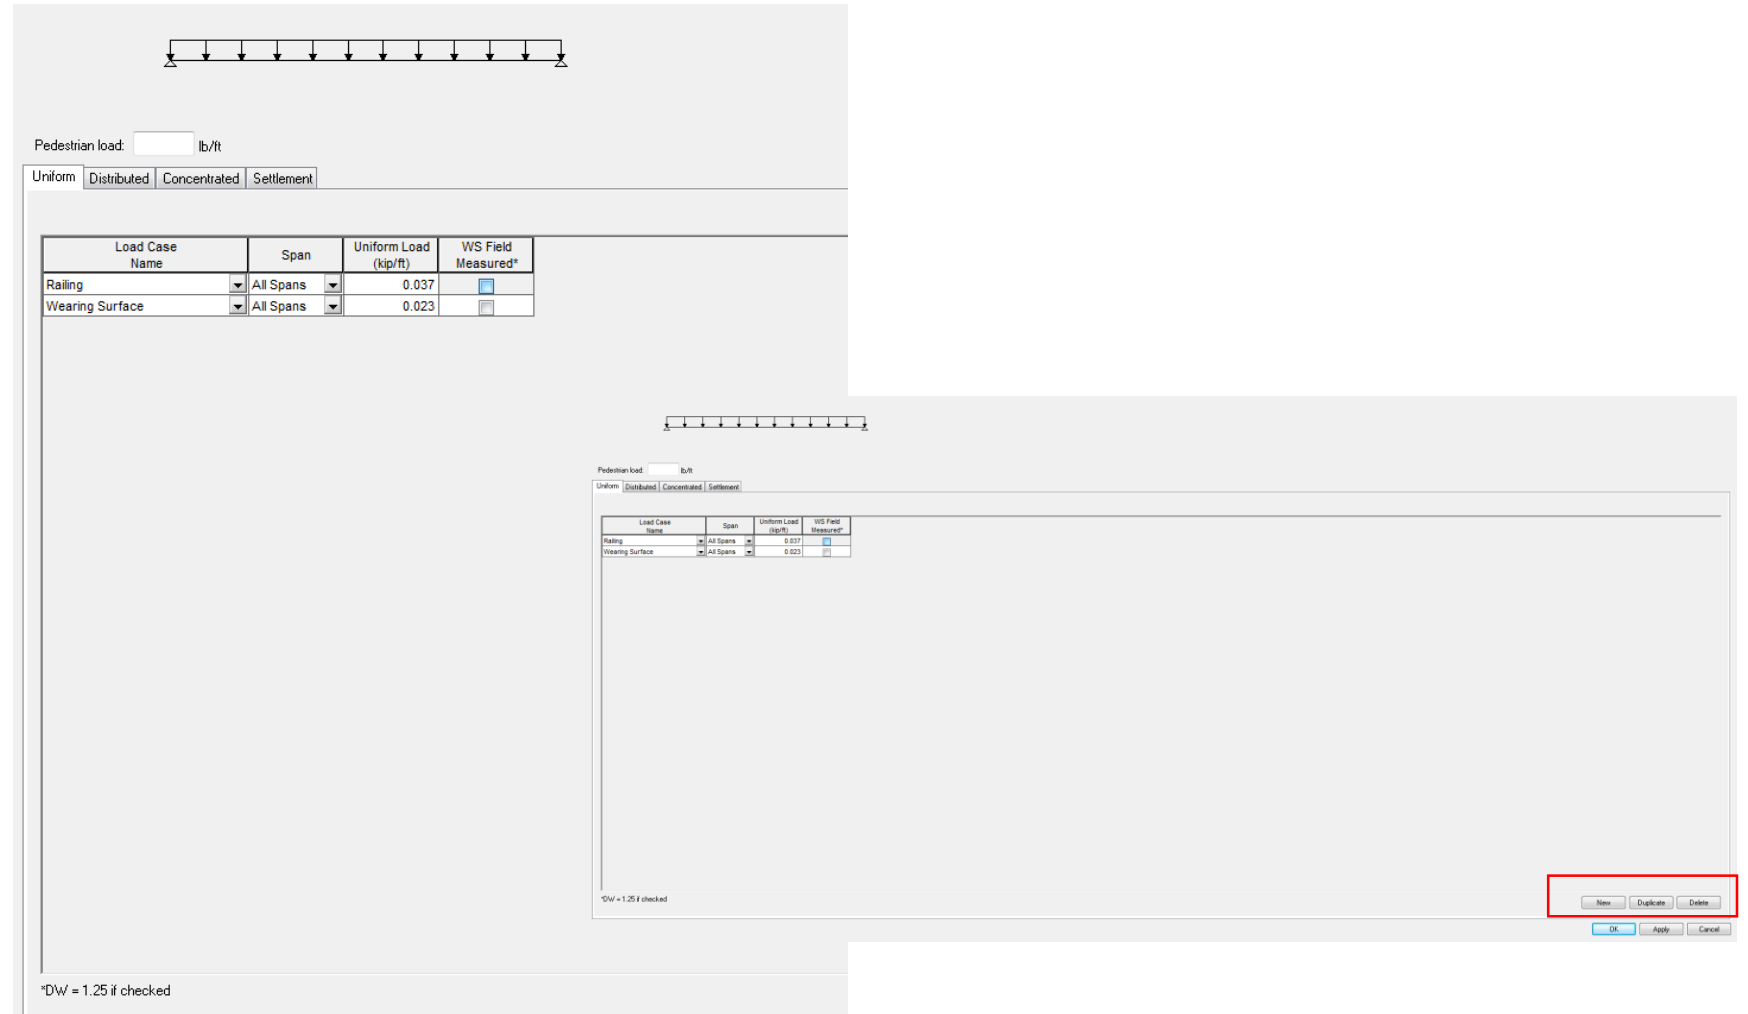 Pedestrian load: lb/ft
Uniform Distributed Concentrated Settlement
Load Case Name Span Uniform Load (kip/ft) WS Field Measured*
Railing All Spans 0.037
Wearing Surface All Spans 0.023
*DW = 1.25 if checked
Pedestrian load: lb/ft
Uniform Distributed Concentrated Settlement
Load Case Name Span Uniform Load (kip/ft) WS Field Measured*
Railing All Spans 0.037
Wearing Surface All Spans 0.023
*DW = 1.25 if checked
New Duplicate Delete
OK Apply Cancel